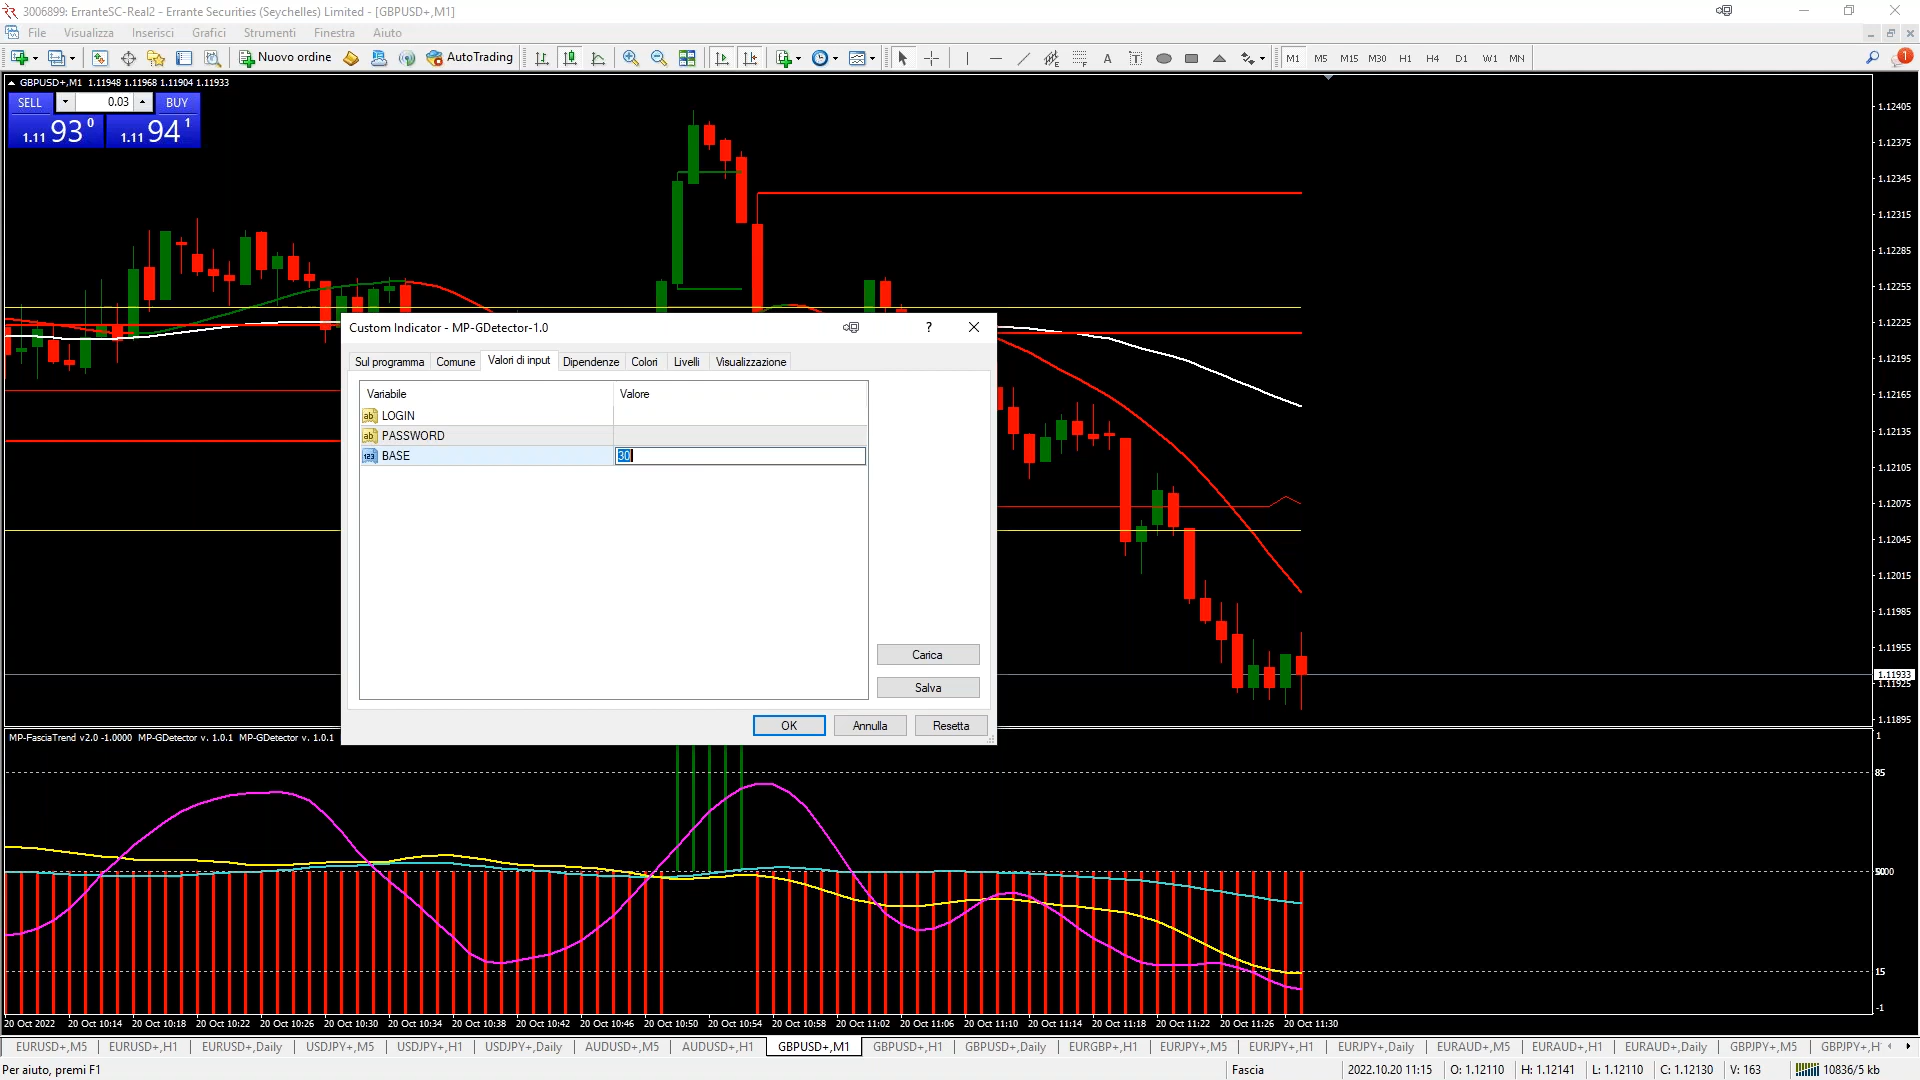 3006899: ErranteSC-Real2 - Errante Securities (Seychelles) Limited - [GBPUSD+,M1]
File Visualizza Inserisci Grafici Strumenti Finestra Aiuto
Nuovo ordine AutoTrading A T M1 M5 M15 M30 H1 H4 D1 W1 MN 1
GBPUSD+,M1 1.11948 1.11968 1.11904 1.11933
SELL 0.03 BUY
1.11 93 0 1.11 94 1
1.12405
1.12375
1.12345
1.12315
1.12285
1.12255
1.12225
1.12195
1.12165
1.12135
1.12105
1.12075
1.12045
1.12015
1.11985
1.11955
1.11933
1.11925
1.11895
Custom Indicator - MP-GDetector-1.0 ?
Sul programma Comune Valori di input Dipendenze Colori Livelli Visualizzazione
Variabile Valore
ab LOGIN
ab PASSWORD
123 BASE 30
Carica
Salva
OK Annulla Resetta
MP-FasciaTrend v2.0 -1.0000 MP-GDetector v. 1.0.1 MP-GDetector v. 1.0.1
1
85
15
-1
20 Oct 2022 20 Oct 10:14 20 Oct 10:18 20 Oct 10:22 20 Oct 10:26 20 Oct 10:30 20 Oct 10:34 20 Oct 10:38 20 Oct 10:42 20 Oct 10:46 20 Oct 10:50 20 Oct 10:54 20 Oct 10:58 20 Oct 11:02 20 Oct 11:06 20 Oct 11:10 20 Oct 11:14 20 Oct 11:18 20 Oct 11:22 20 Oct 11:26 20 Oct 11:30
EURUSD+,M5 EURUSD+,H1 EURUSD+,Daily USDJPY+,M5 USDJPY+,H1 USDJPY+,Daily AUDUSD+,M5 AUDUSD+,H1 GBPUSD+,M1 GBPUSD+,H1 GBPUSD+,Daily EURGBP+,H1 EURJPY+,M5 EURJPY+,H1 EURJPY+,Daily EURAUD+,M5 EURAUD+,H1 EURAUD+,Daily GBPJPY+,M5 GBPJPY+,H
Per aiuto, premi F1 Fascia 2022.10.20 11:15 O: 1.12110 H: 1.12141 L: 1.12110 C: 1.12130 V: 163 10836/5 kb